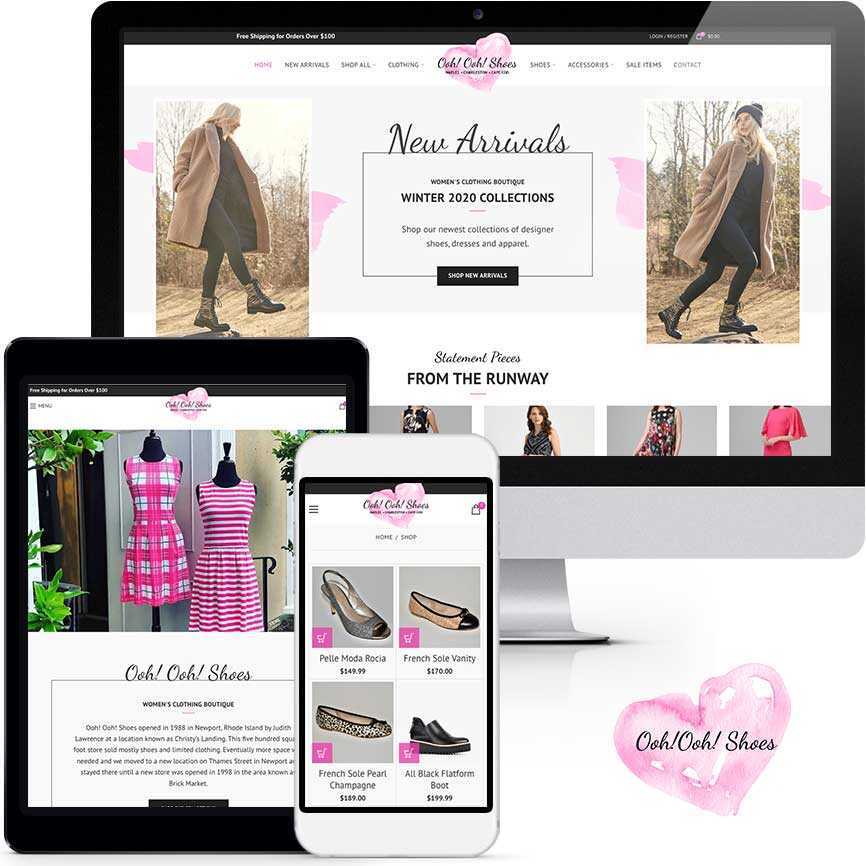 Free Shipping for Orders Over $100
LOGIN / REGISTER
$0.00
HOME
NEW ARRIVALS
SHOP ALL
CLOTHING
Ooh! Ooh! Shoes
NAPLES • CHARLESTON • CAPE COD
SHOES
ACCESSORIES
SALE ITEMS
CONTACT
New Arrivals
WOMEN'S CLOTHING BOUTIQUE
WINTER 2020 COLLECTIONS
Shop our newest collections of designer
shoes, dresses and apparel.
SHOP NEW ARRIVALS
Statement Pieces
FROM THE RUNWAY
Free Shipping for Orders Over $100
MENU
Ooh! Ooh! Shoes
Ooh! Ooh! Shoes
WOMEN'S CLOTHING BOUTIQUE
Ooh! Ooh! Shoes opened in 1988 in Newport, Rhode Island by Judith
Lawrence at a location known as Christy's Landing. This five hundred squar
foot store sold mostly shoes and limited clothing. Eventually more space w
needed and we moved to a new location on Thames Street in Newport a
stayed there until a new store was opened in 1998 in the area known as
Brick Market.
Ooh! Ooh! Shoes
NAPLES • CHARLESTON • CAPE COD
HOME / SHOP
Pelle Moda Rocia
$149.99
French Sole Vanity
$170.00
French Sole Pearl
Champagne
$189.00
All Black Flatform
Boot
$199.99
Ooh!Ooh! Shoes